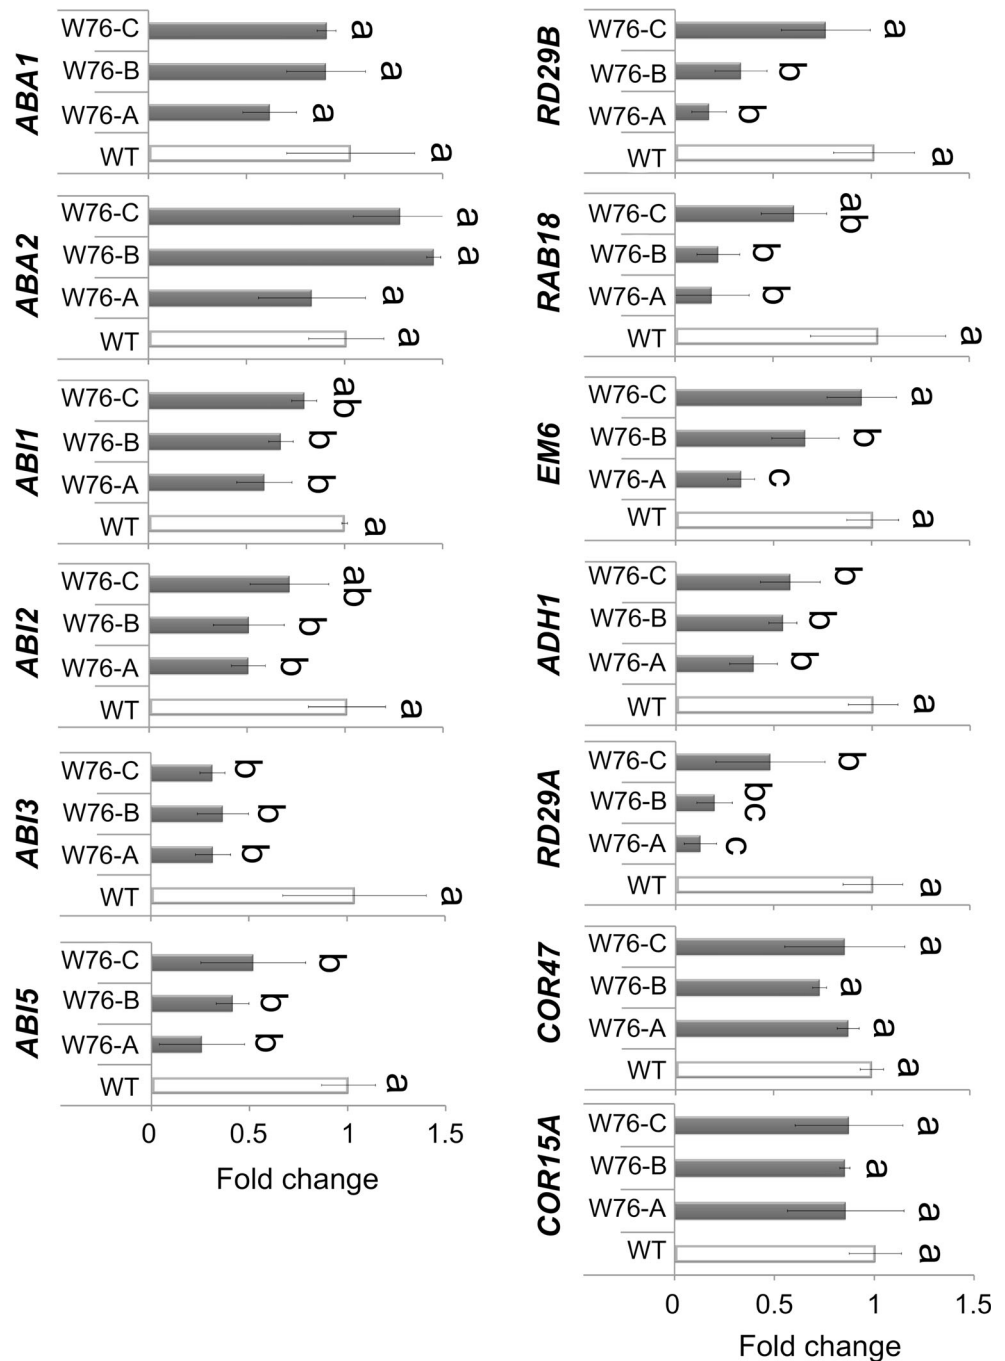 ABA1
W76-C a
W76-B a
W76-A a
WT a
ABA2
W76-C a
W76-B a
W76-A a
WT a
ABI1
W76-C ab
W76-B b
W76-A b
WT a
ABI2
W76-C ab
W76-B b
W76-A b
WT a
ABI3
W76-C b
W76-B b
W76-A b
WT a
ABI5
W76-C b
W76-B b
W76-A b
WT a
0 0.5 1 1.5
Fold change
RD29B
W76-C a
W76-B b
W76-A b
WT a
RAB18
W76-C ab
W76-B b
W76-A b
WT a
EM6
W76-C a
W76-B b
W76-A c
WT a
ADH1
W76-C b
W76-B b
W76-A b
WT a
RD29A
W76-C b
W76-B bc
W76-A c
WT a
COR47
W76-C a
W76-B a
W76-A a
WT a
COR15A
W76-C a
W76-B a
W76-A a
WT a
0 0.5 1 1.5
Fold change